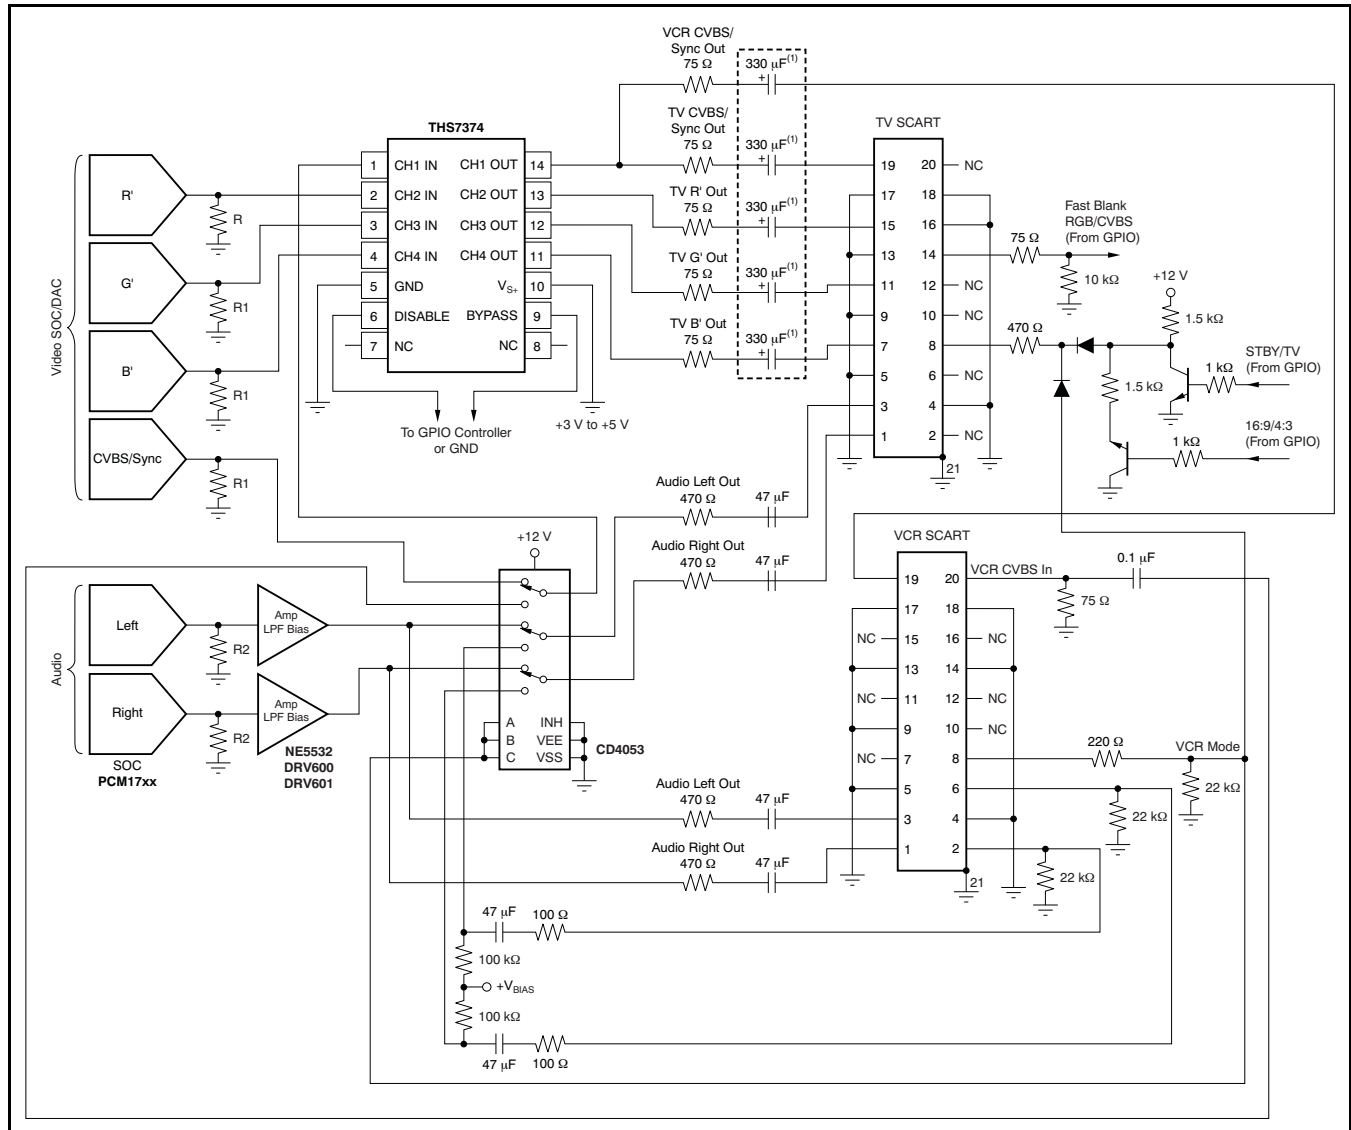 VCR CVBS/
Sync Out
75 Ω
330 µF(1)
+
TV CVBS/
Sync Out
75 Ω
330 µF(1)
+
TV R' Out
75 Ω
330 µF(1)
+
TV G' Out
75 Ω
330 µF(1)
+
TV B' Out
75 Ω
330 µF(1)
+
THS7374
1 CH1 IN CH1 OUT 14
2 CH2 IN CH2 OUT 13
3 CH3 IN CH3 OUT 12
4 CH4 IN CH4 OUT 11
5 GND VS+ 10
6 DISABLE BYPASS 9
7 NC NC 8
To GPIO Controller
or GND
+3 V to +5 V
Video SOC/DAC
R'
R
G'
R1
B'
R1
CVBS/Sync
R1
TV SCART
19 20 NC
17 18
15 16
13 14
11 12 NC
9 10 NC
7 8
5 6 NC
3 4
1 2 NC
21
75 Ω
Fast Blank
RGB/CVBS
(From GPIO)
10 kΩ
+12 V
1.5 kΩ
470 Ω
1.5 kΩ
1 kΩ
STBY/TV
(From GPIO)
1 kΩ
16:9/4:3
(From GPIO)
Audio Left Out
470 Ω
47 µF
Audio Right Out
470 Ω
47 µF
+12 V
A INH
B VEE
C VSS
CD4053
Audio
Left
R2
Amp
LPF Bias
Right
R2
Amp
LPF Bias
SOC
PCM17xx
NE5532
DRV600
DRV601
VCR SCART
19 20 VCR CVBS In
17 18
NC 15 16 NC
13 14
NC 11 12 NC
9 10 NC
NC 7 8
5 6
3 4
1 2
21
0.1 µF
75 Ω
220 Ω
VCR Mode
22 kΩ
22 kΩ
22 kΩ
Audio Left Out
470 Ω
47 µF
Audio Right Out
470 Ω
47 µF
47 µF
100 Ω
100 kΩ
+VBIAS
100 kΩ
47 µF
100 Ω